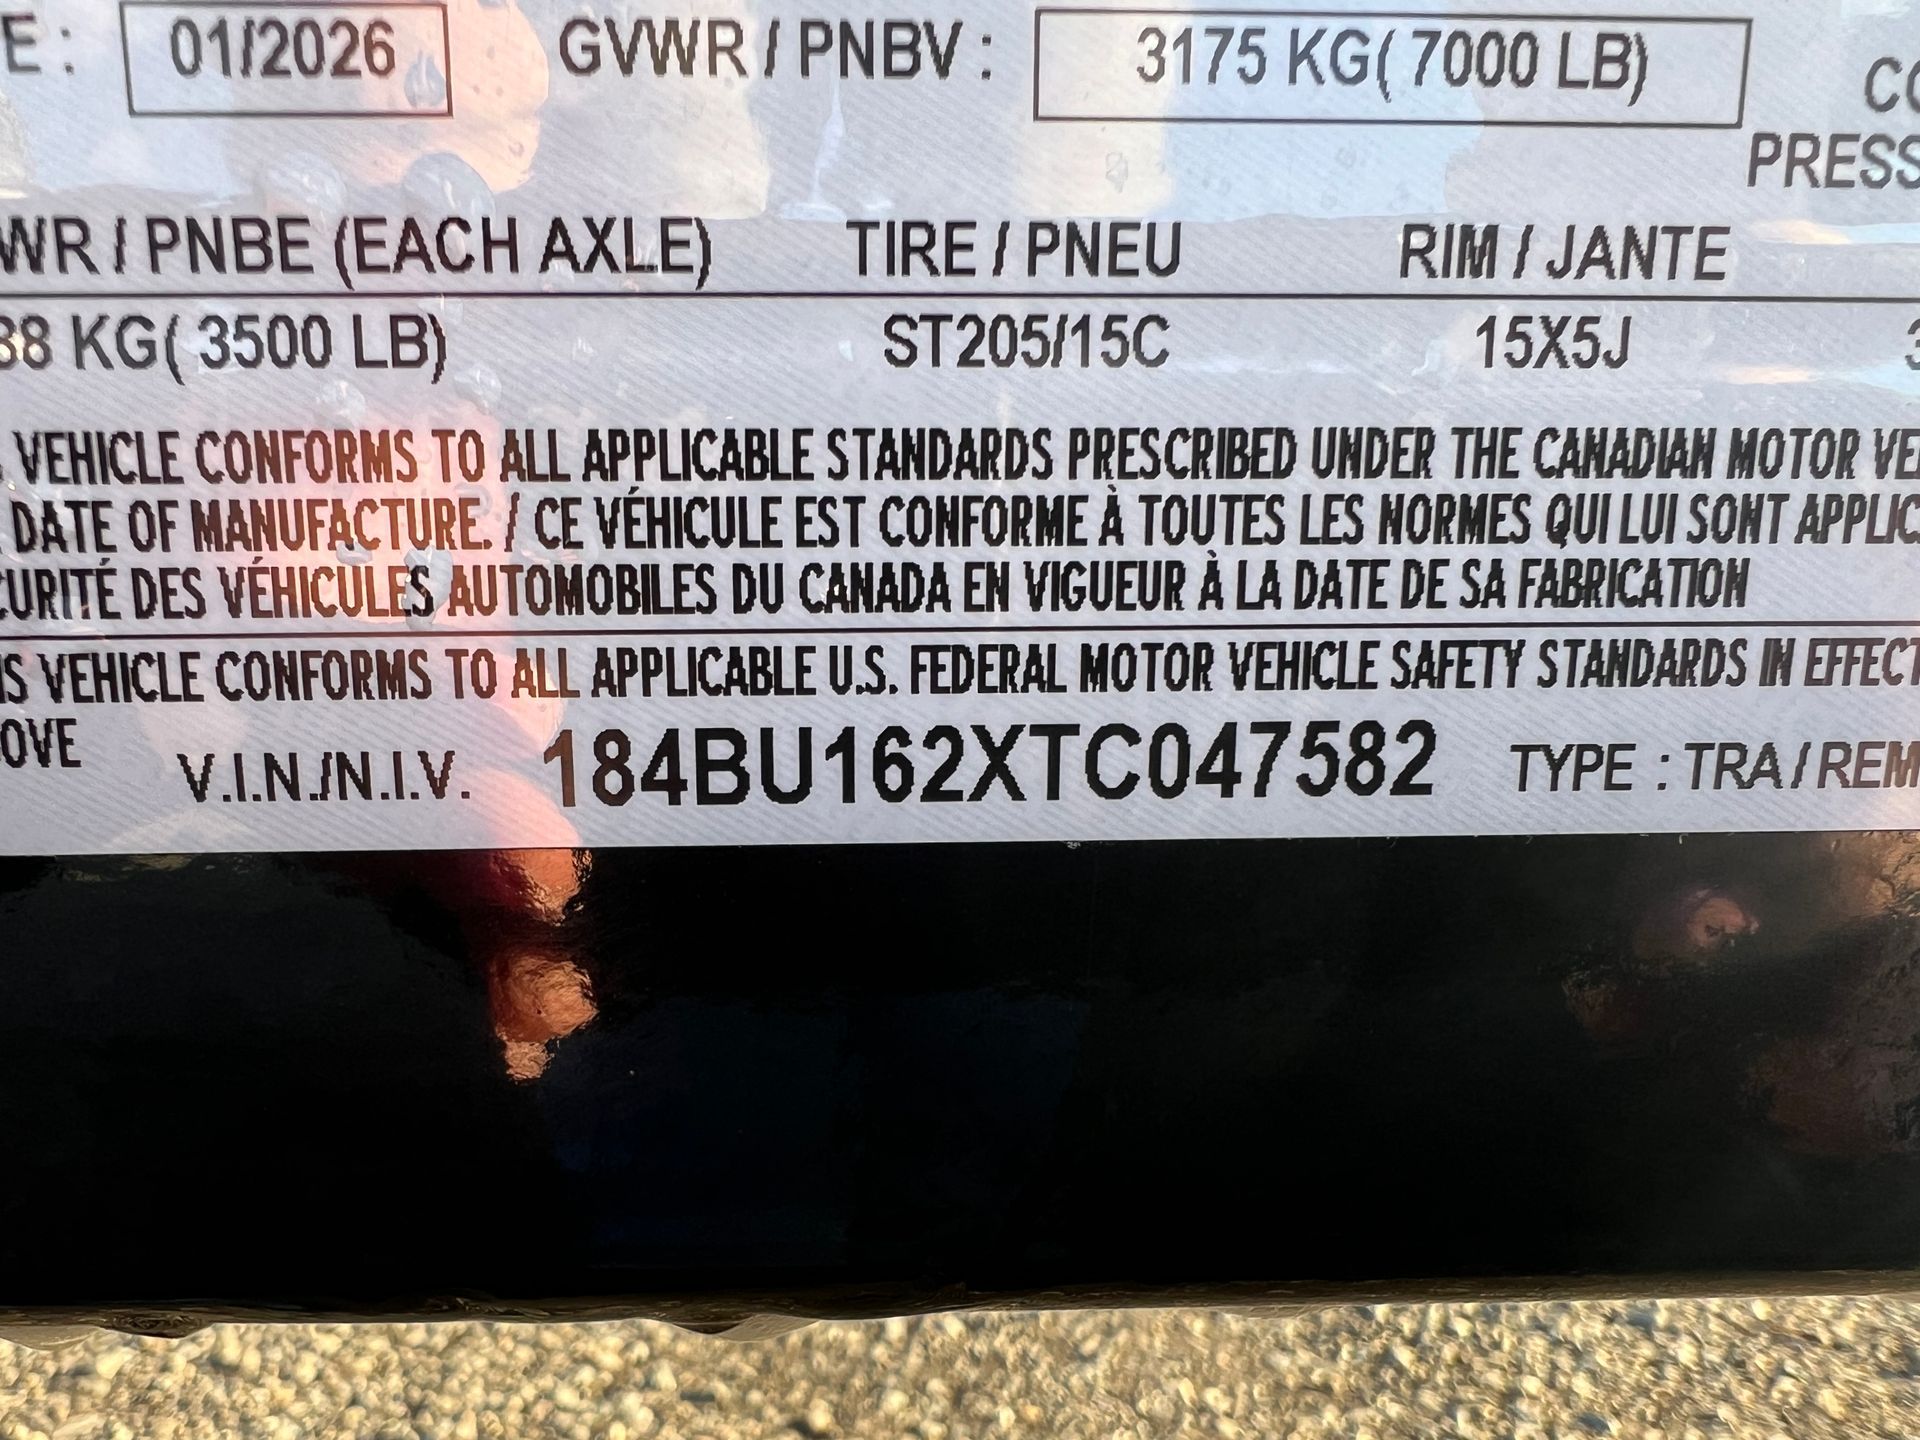 E : 01/2026 GVWR / PNBV : 3175 KG( 7000 LB)
PRESS
WR / PNBE (EACH AXLE) TIRE / PNEU RIM / JANTE
88 KG( 3500 LB) ST205/15C 15X5J
VEHICLE CONFORMS TO ALL APPLICABLE STANDARDS PRESCRIBED UNDER THE CANADIAN MOTOR VE
DATE OF MANUFACTURE. / CE VÉHICULE EST CONFORME À TOUTES LES NORMES QUI LUI SONT APPLIC
CURITÉ DES VÉHICULES AUTOMOBILES DU CANADA EN VIGUEUR À LA DATE DE SA FABRICATION
IS VEHICLE CONFORMS TO ALL APPLICABLE U.S. FEDERAL MOTOR VEHICLE SAFETY STANDARDS IN EFFECT
OVE
V.I.N./N.I.V. 184BU162XTC047582 TYPE : TRA / REM